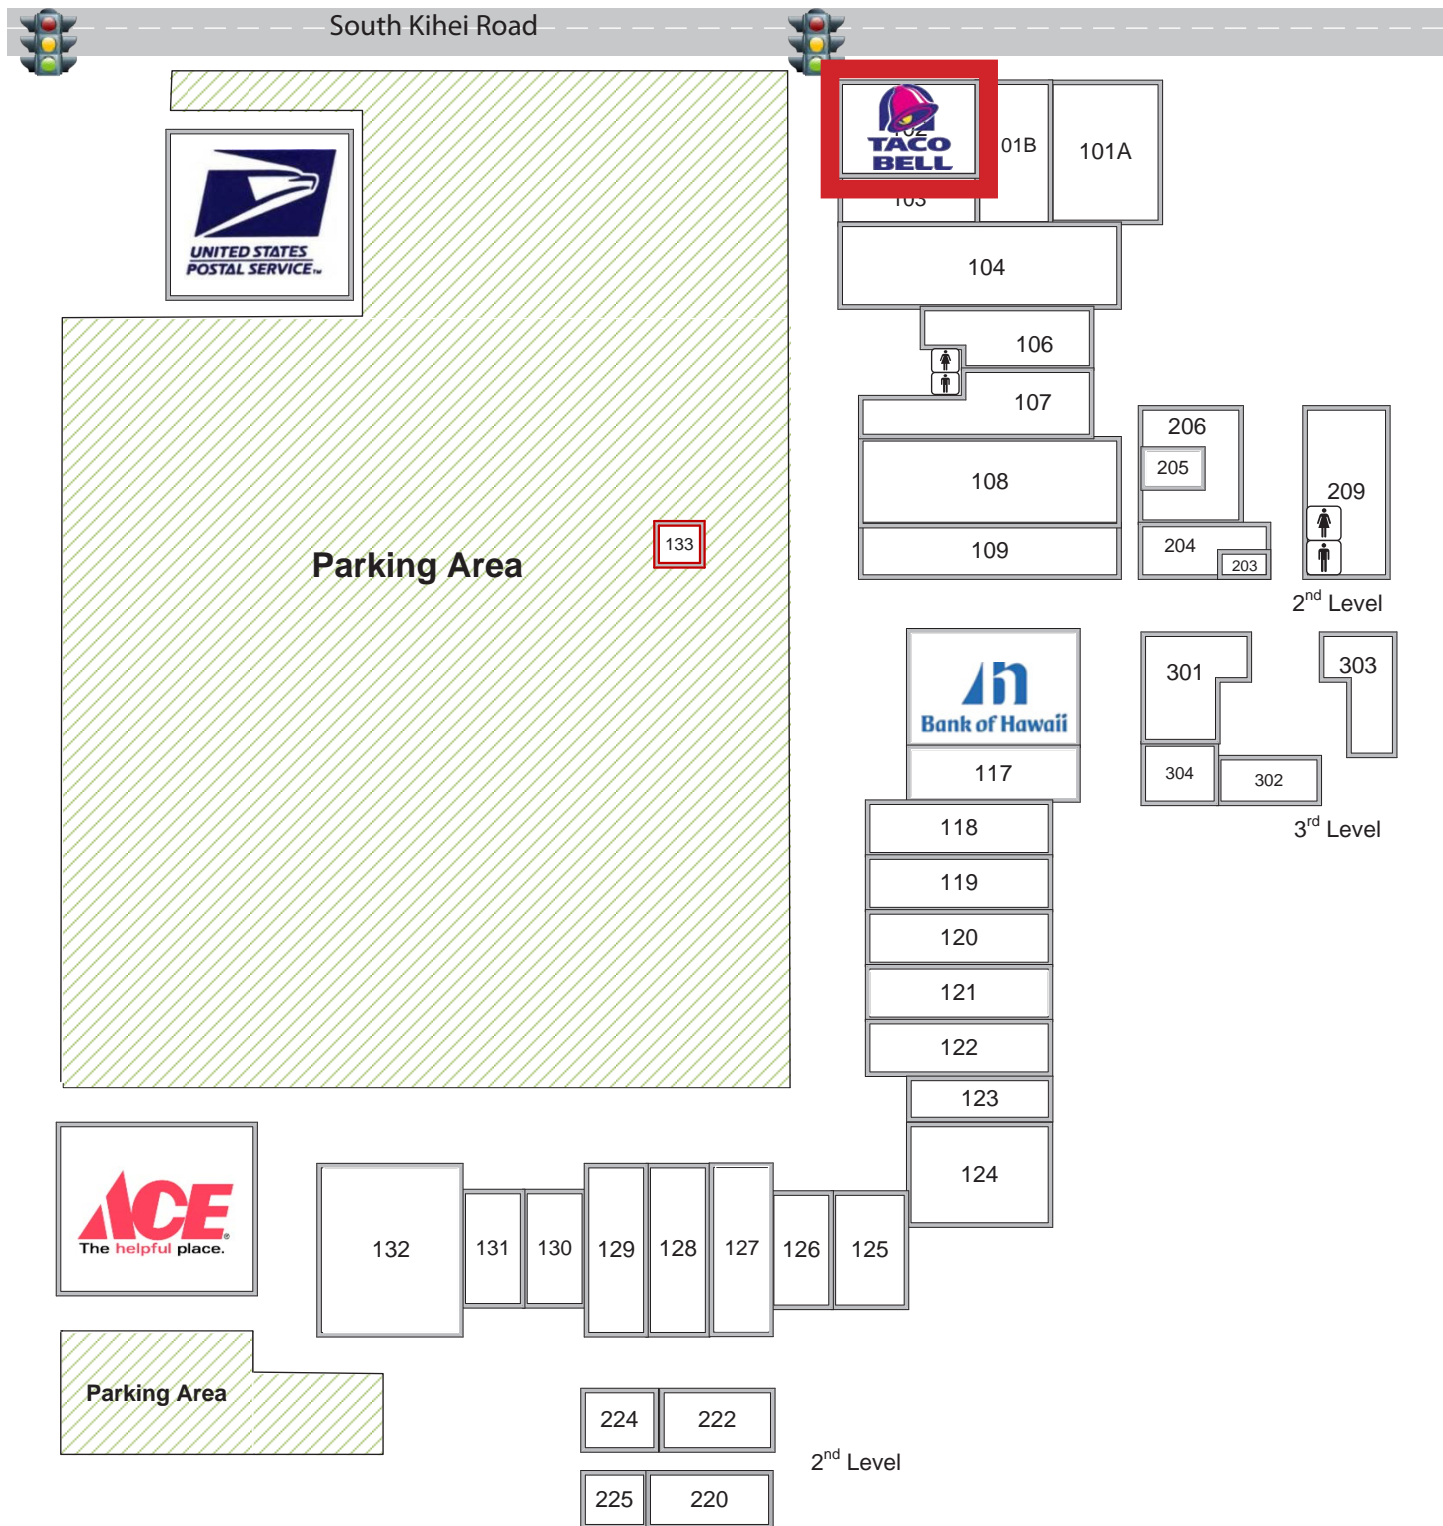 South Kihei Road
102
TACO
BELL
01B
101A
103
UNITED STATES
POSTAL SERVICE™
104
106
107
206
205
108
209
133
Parking Area
109
204
203
2nd Level
Bank of Hawaii
301
303
117
304
302
118
3rd Level
119
120
121
122
123
124
ACE
The helpful place.
132
131
130
129
128
127
126
125
Parking Area
224
222
2nd Level
225
220